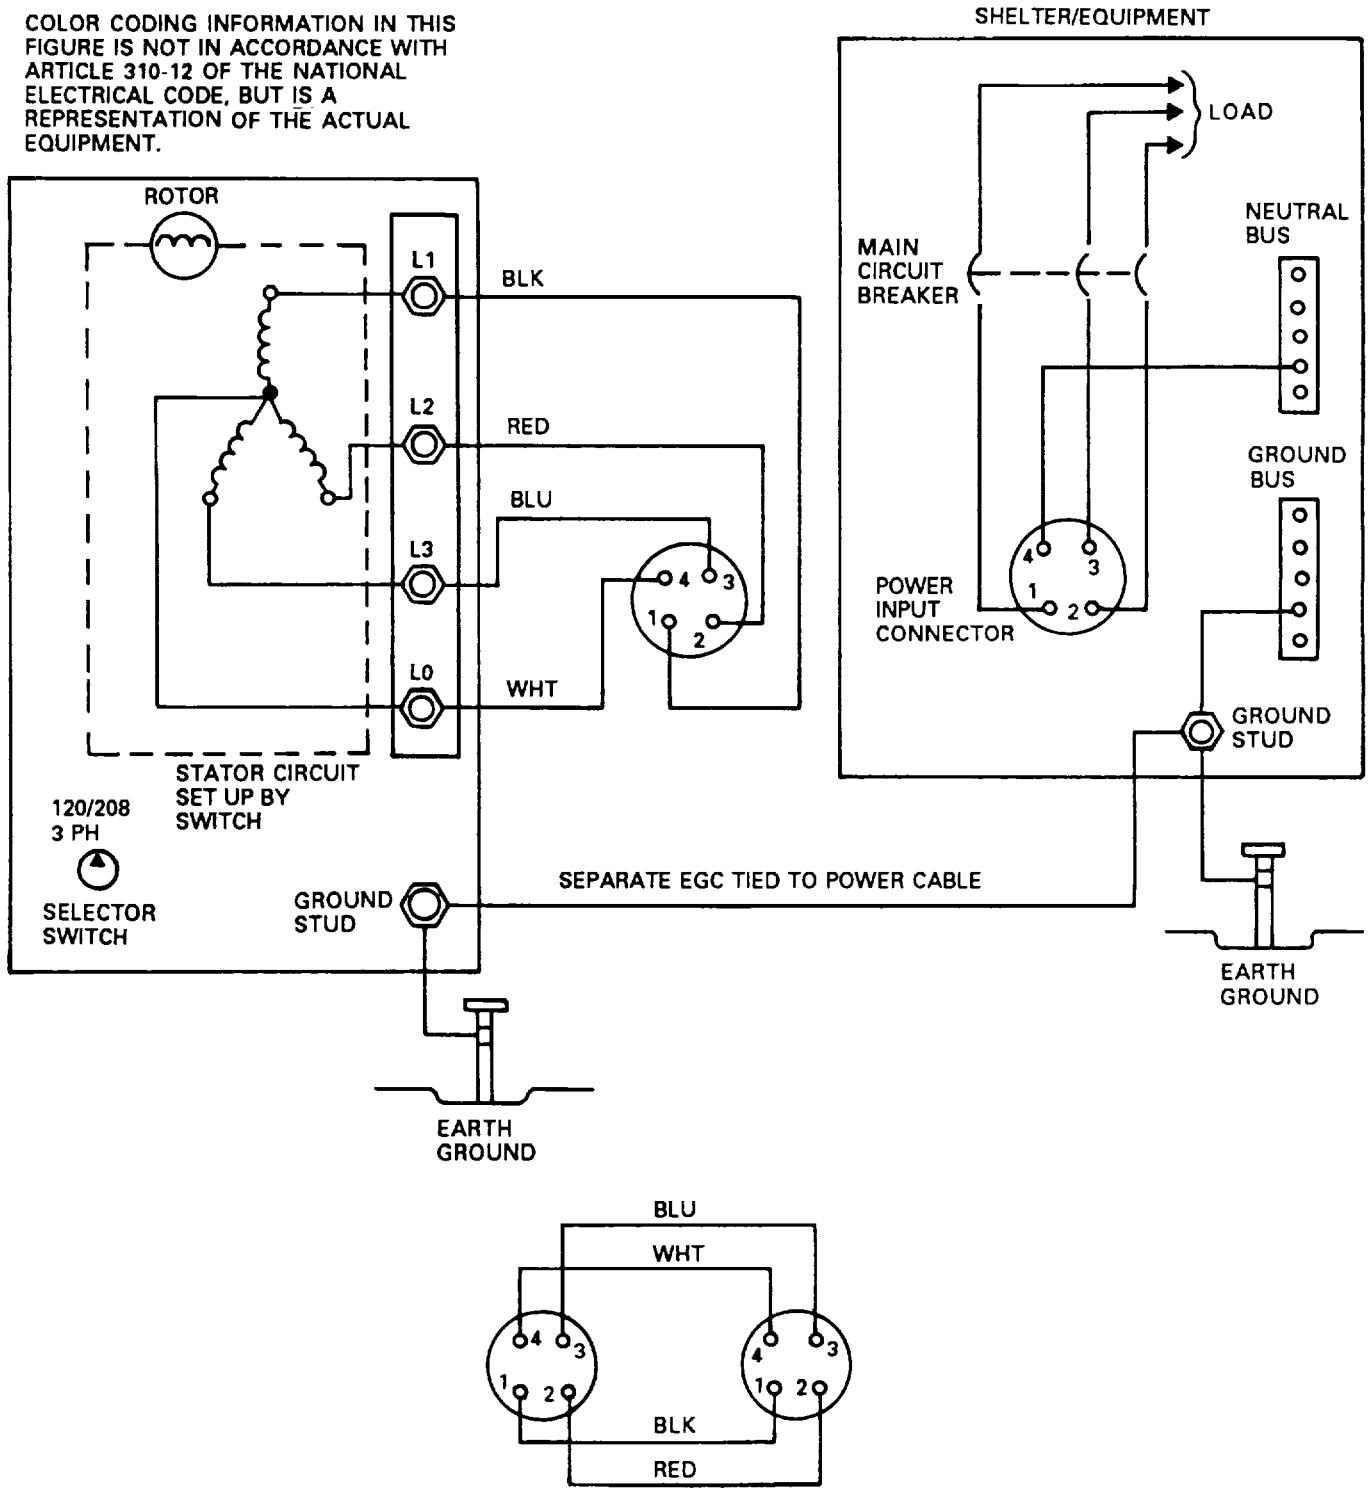 COLOR CODING INFORMATION IN THIS
FIGURE IS NOT IN ACCORDANCE WITH
ARTICLE 310-12 OF THE NATIONAL
ELECTRICAL CODE, BUT IS A
REPRESENTATION OF THE ACTUAL
EQUIPMENT.
SHELTER/EQUIPMENT
LOAD
NEUTRAL
BUS
MAIN
CIRCUIT
BREAKER
GROUND
BUS
4
3
1
2
POWER
INPUT
CONNECTOR
GROUND
STUD
EARTH
GROUND
ROTOR
L1
BLK
L2
RED
BLU
L3
4
3
1
2
L0
WHT
STATOR CIRCUIT
SET UP BY
SWITCH
120/208
3 PH
SELECTOR
SWITCH
GROUND
STUD
SEPARATE EGC TIED TO POWER CABLE
EARTH
GROUND
BLU
WHT
4
3
1
2
4
3
1
2
BLK
RED